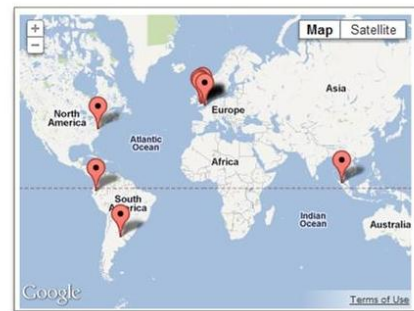 +
Map Satellite
−
Asia
North
America
Europe
Atlantic
Ocean
Africa
South
America
Indian
Ocean
Australia
Google
Terms of Use